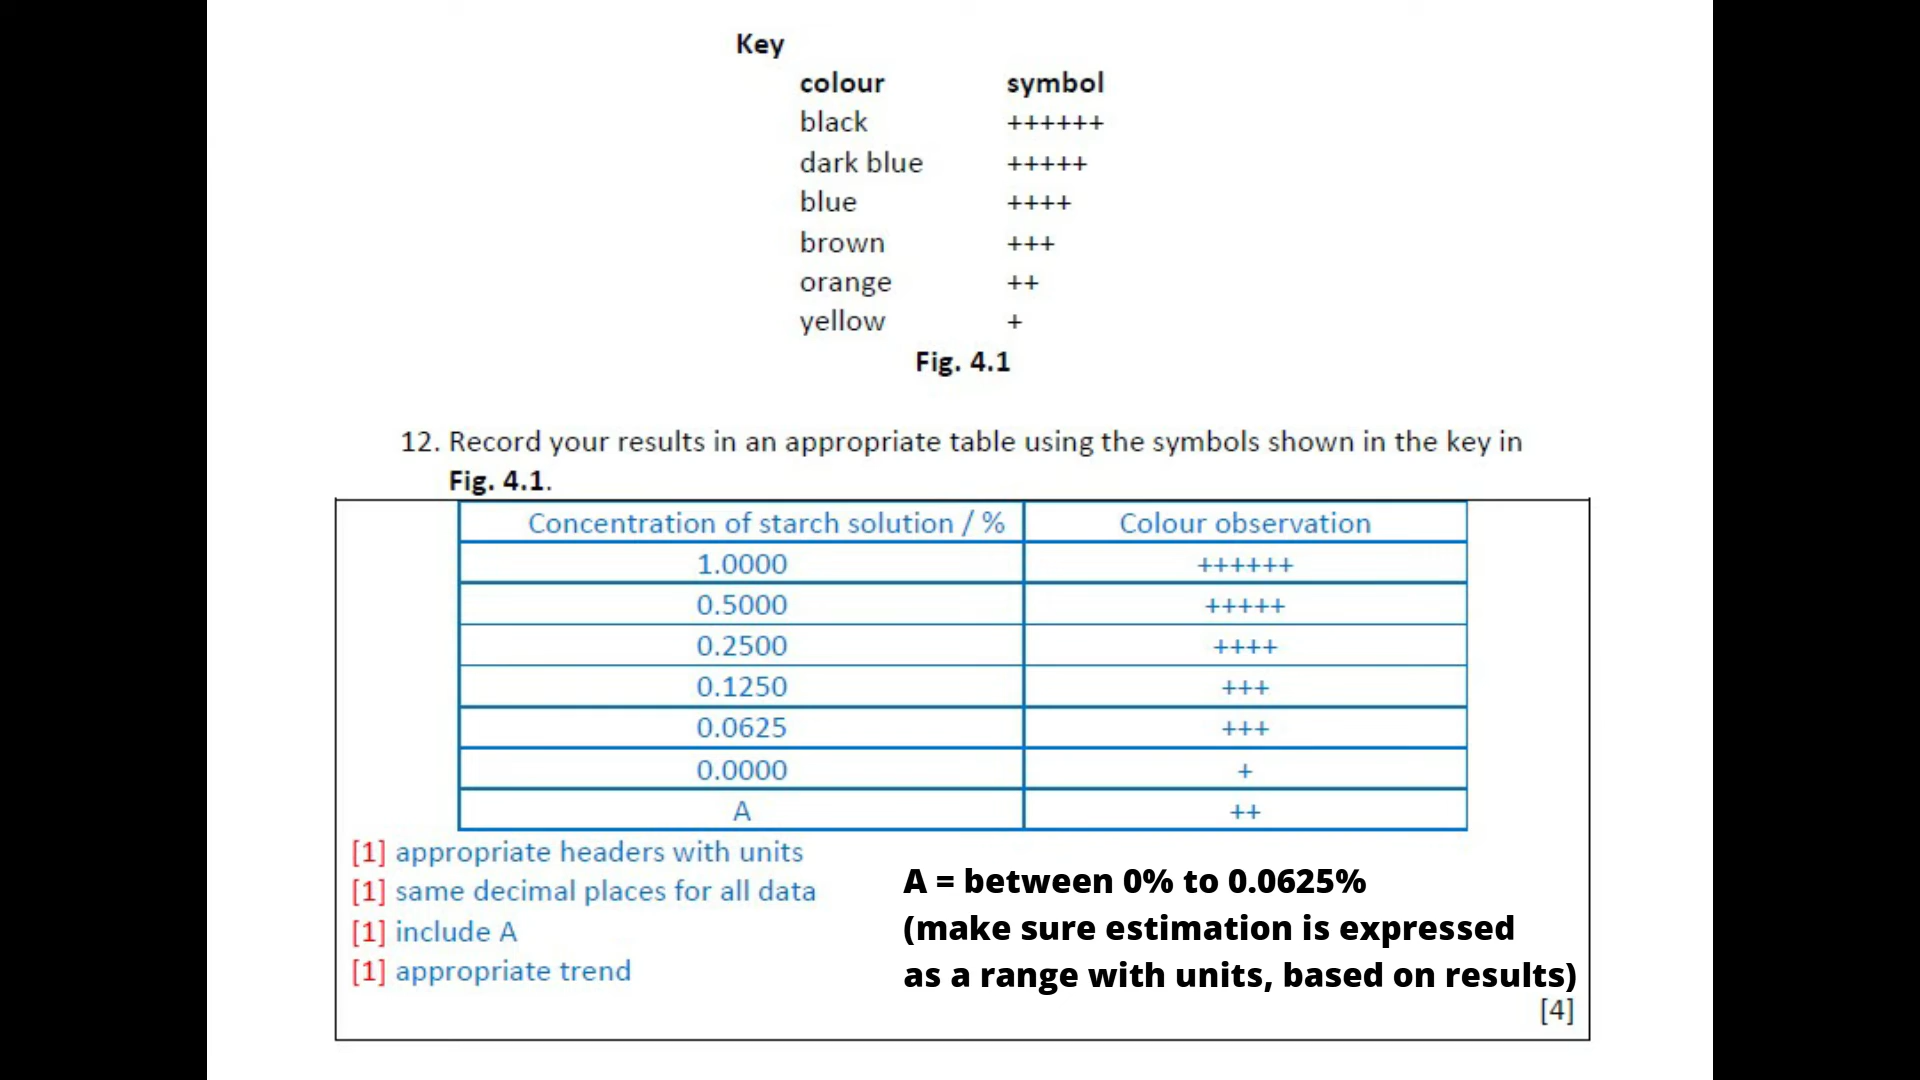 Key
colour symbol
black ++++++
dark blue +++++
blue ++++
brown +++
orange ++
yellow +
Fig. 4.1
12. Record your results in an appropriate table using the symbols shown in the key in
Fig. 4.1.
Concentration of starch solution / % Colour observation
1.0000 ++++++
0.5000 +++++
0.2500 ++++
0.1250 +++
0.0625 +++
0.0000 +
A ++
[1] appropriate headers with units
[1] same decimal places for all data
[1] include A
[1] appropriate trend
A = between 0% to 0.0625%
(make sure estimation is expressed
as a range with units, based on results)
[4]